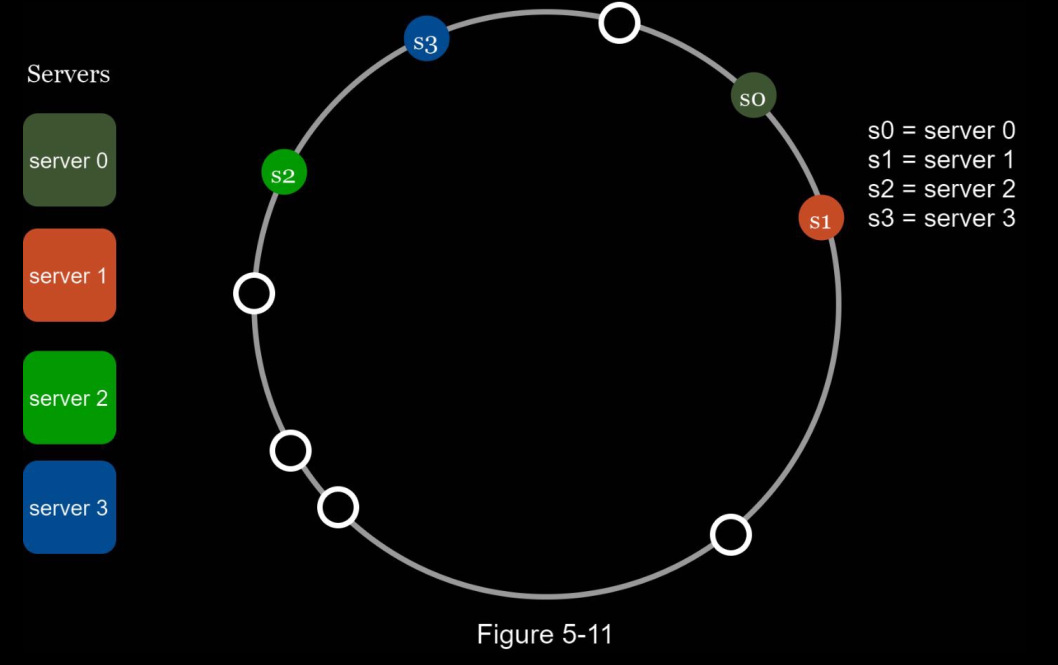 Servers
server 0
server 1
server 2
server 3
s3
s0
s2
s1
s0 = server 0
s1 = server 1
s2 = server 2
s3 = server 3
Figure 5-11